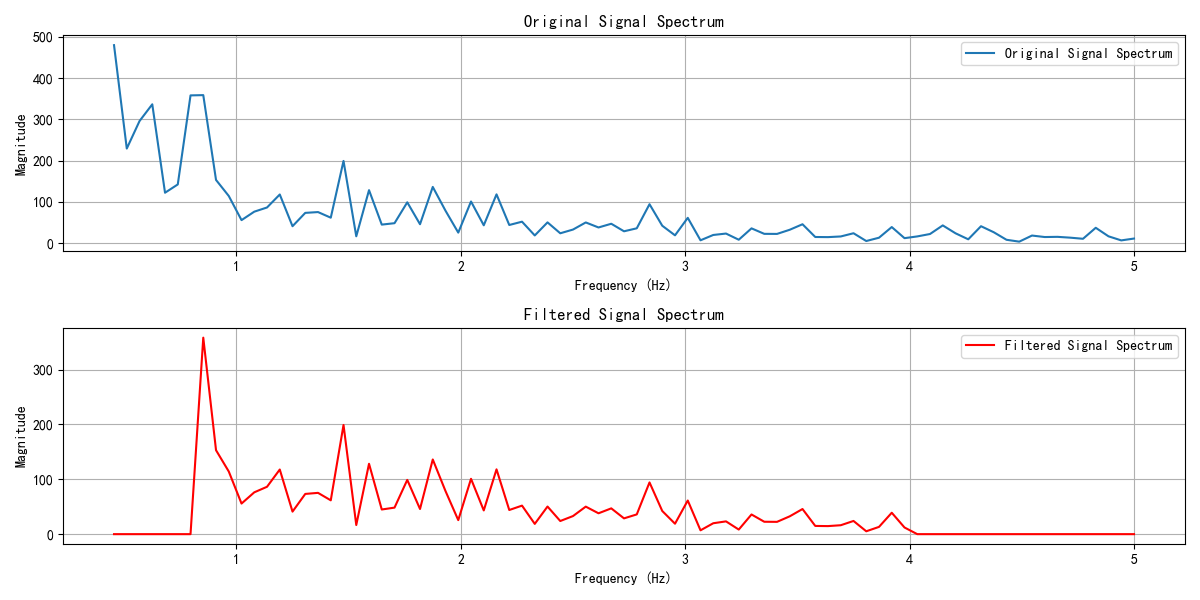 Original Signal Spectrum
500
400
300
200
100
0
Magnitude
Original Signal Spectrum
1
2
3
4
5
Frequency (Hz)
Filtered Signal Spectrum
300
200
100
0
Magnitude
Filtered Signal Spectrum
1
2
3
4
5
Frequency (Hz)